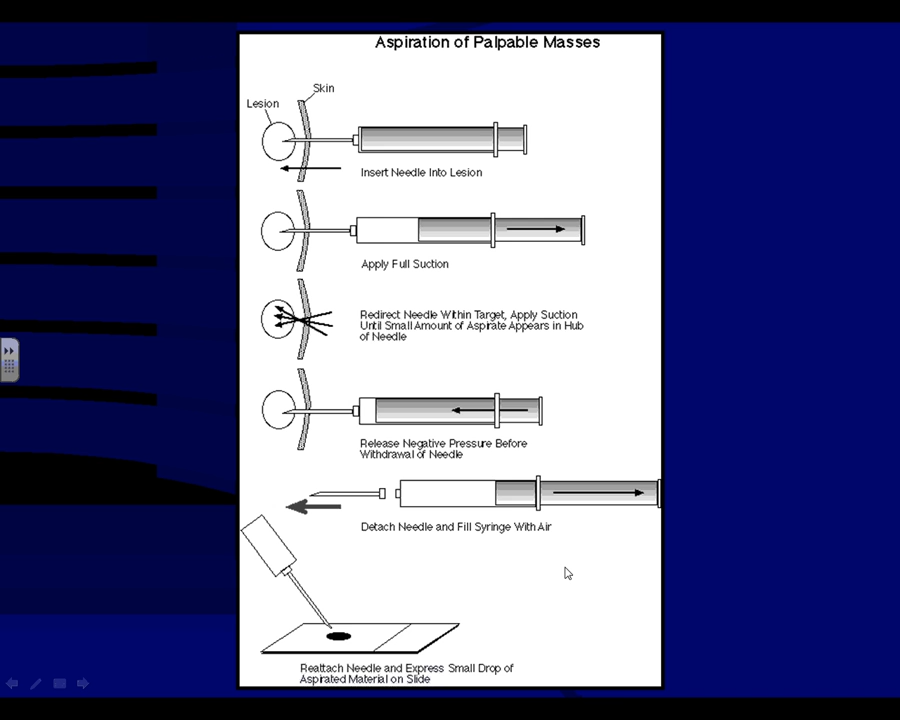 Aspiration of Palpable Masses
Skin
Lesion
Insert Needle Into Lesion
Apply Full Suction
Redirect Needle Within Target, Apply Suction
Until Small Amount of Aspirate Appears in Hub
of Needle
Release Negative Pressure Before
Withdrawal of Needle
Detach Needle and Fill Syringe With Air
Reattach Needle and Express Small Drop of
Aspirated Material on Slide